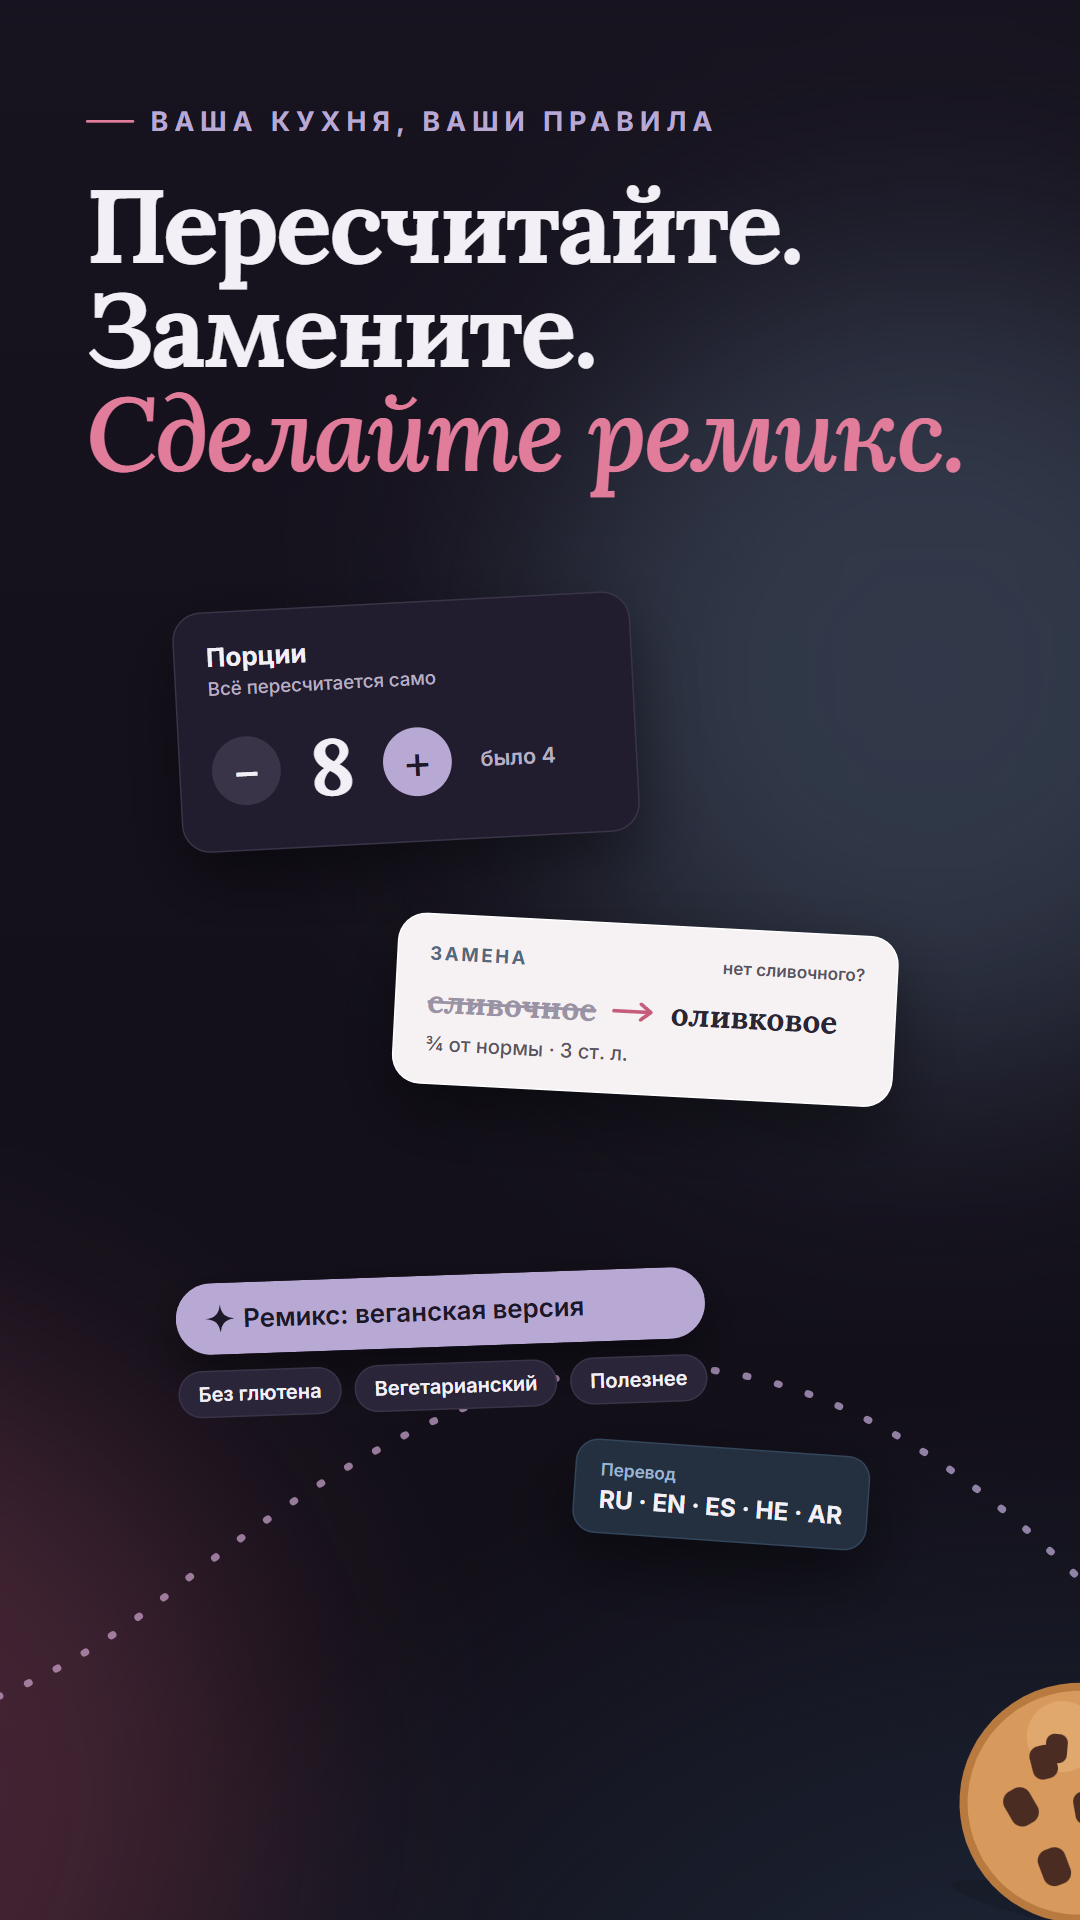 ВАША КУХНЯ, ВАШИ ПРАВИЛА
Пересчитайте.
Замените.
Сделайте ремикс.
Порции
Всё пересчитается само
– 8 + было 4
ЗАМЕНА нет сливочного?
сливочное → оливковое
¾ от нормы · 3 ст. л.
Ремикс: веганская версия
Без глютена Вегетарианский Полезнее
Перевод
RU · EN · ES · HE · AR